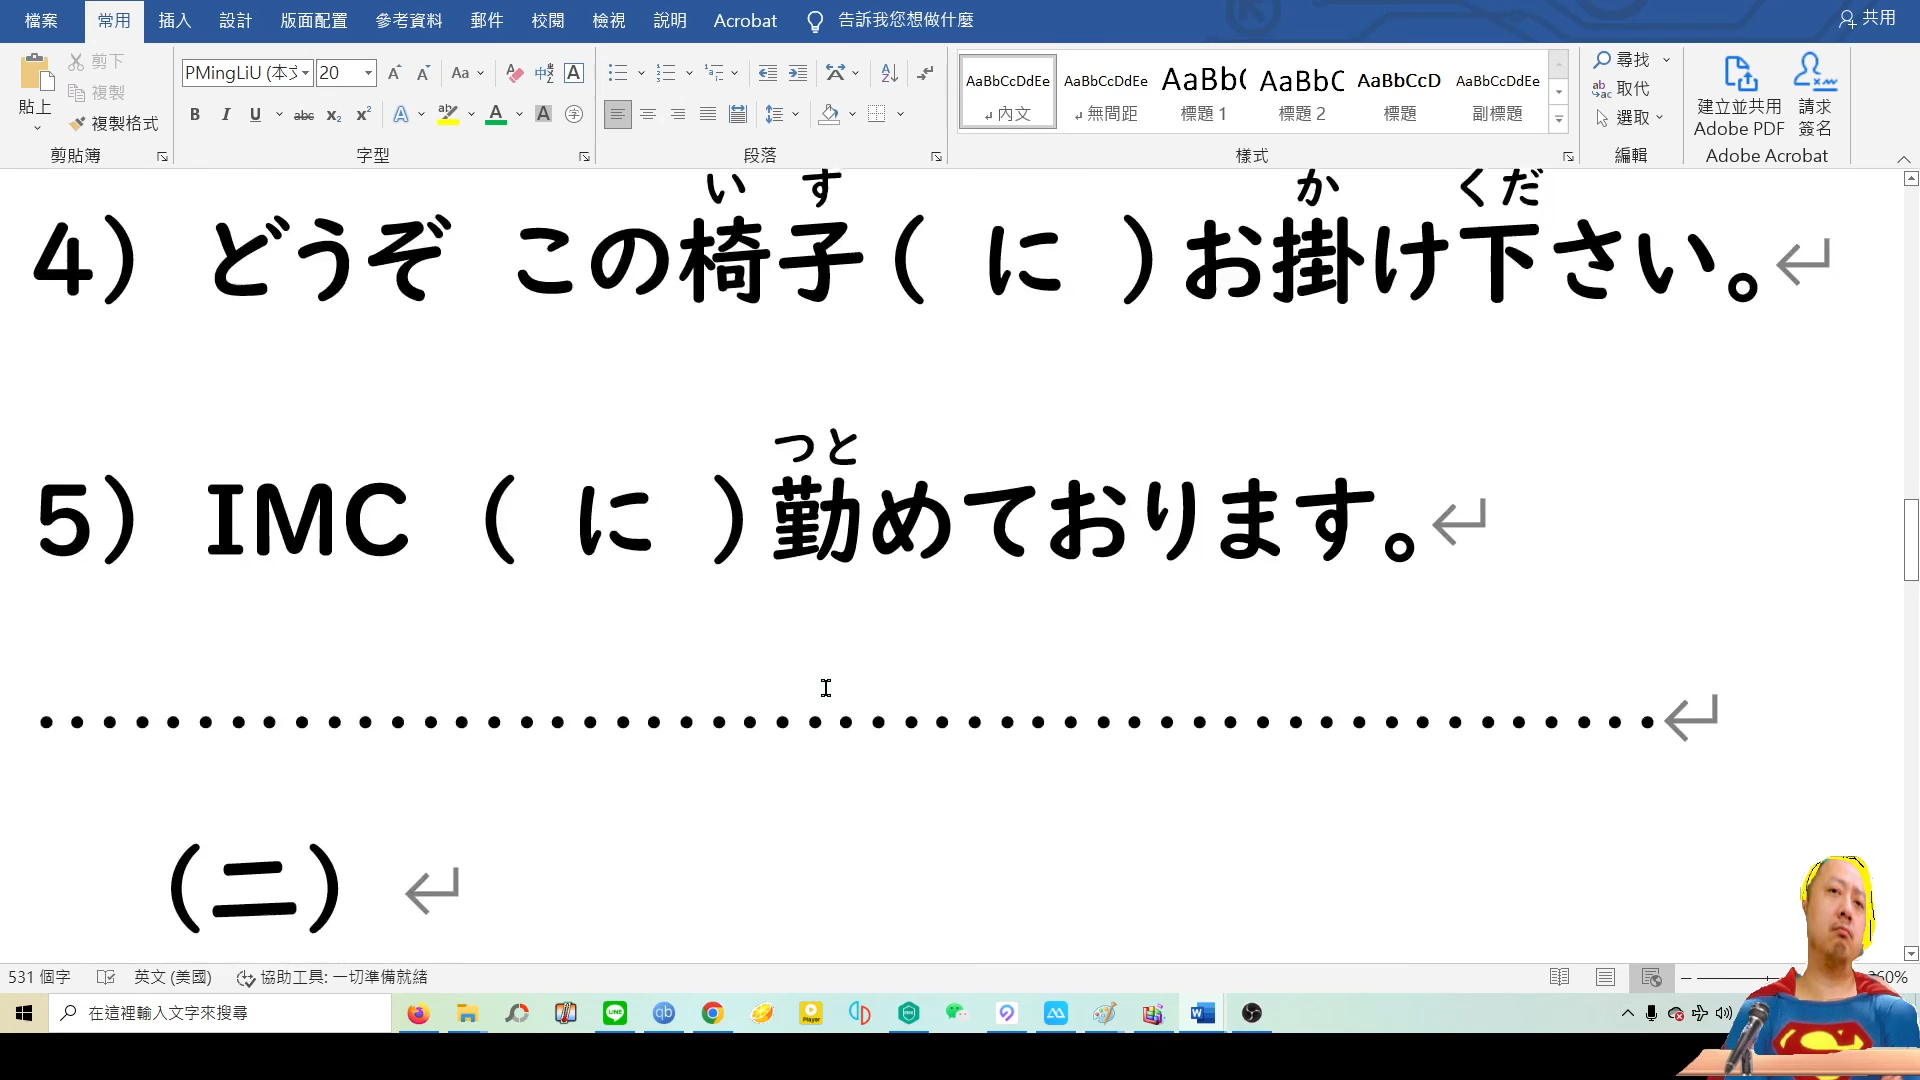 檔案 常用 插入 設計 版面配置 參考資料 郵件 校閱 檢視 說明 Acrobat 告訴我您想做什麼 共用
貼上 剪下 複製 複製格式 剪貼簿
PMingLiU (本文 20 字型
段落
AaBbCcDdEe 內文
AaBbCcDdEe 無間距
AaBb( 標題 1
AaBbC 標題 2
AaBbCcD 標題
AaBbCcDdEe 副標題
樣式
尋找 取代 選取 編輯
建立並共用 Adobe PDF 請求 簽名 Adobe Acrobat
い す か くだ
4) どうぞ この椅子( に )お掛け下さい。
つと
5) IMC ( に )勤めております。
(二)
531 個字 英文 (美國) 協助工具: 一切準備就緒
在這裡輸入文字來搜尋